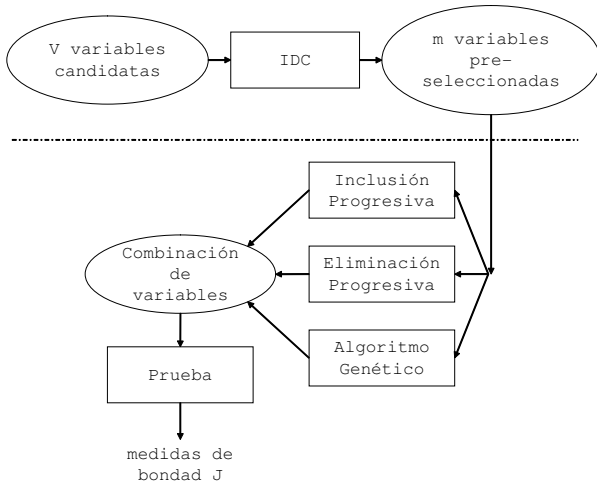 V variables
candidatas
IDC
m variables
pre-
seleccionadas
Inclusión
Progresiva
Combinación
de
variables
Eliminación
Progresiva
Algoritmo
Genético
Prueba
medidas de
bondad J